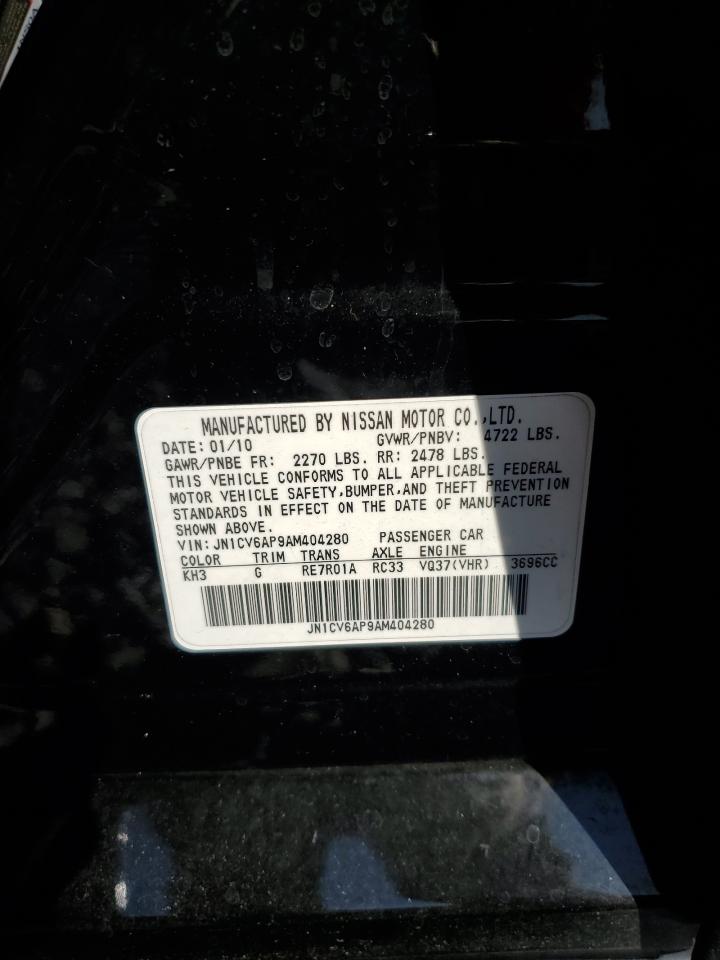 MANUFACTURED BY NISSAN MOTOR CO.,LTD.
DATE: 01/10 GVWR/PNBV: 4722 LBS.
GAWR/PNBE FR: 2270 LBS. RR: 2478 LBS.
THIS VEHICLE CONFORMS TO ALL APPLICABLE FEDERAL
MOTOR VEHICLE SAFETY,BUMPER,AND THEFT PREVENTION
STANDARDS IN EFFECT ON THE DATE OF MANUFACTURE
SHOWN ABOVE.
VIN:JN1CV6AP9AM404280 PASSENGER CAR
COLOR TRIM TRANS AXLE ENGINE
KH3 G RE7R01A RC33 VQ37(VHR) 3696CC
JN1CV6AP9AM404280